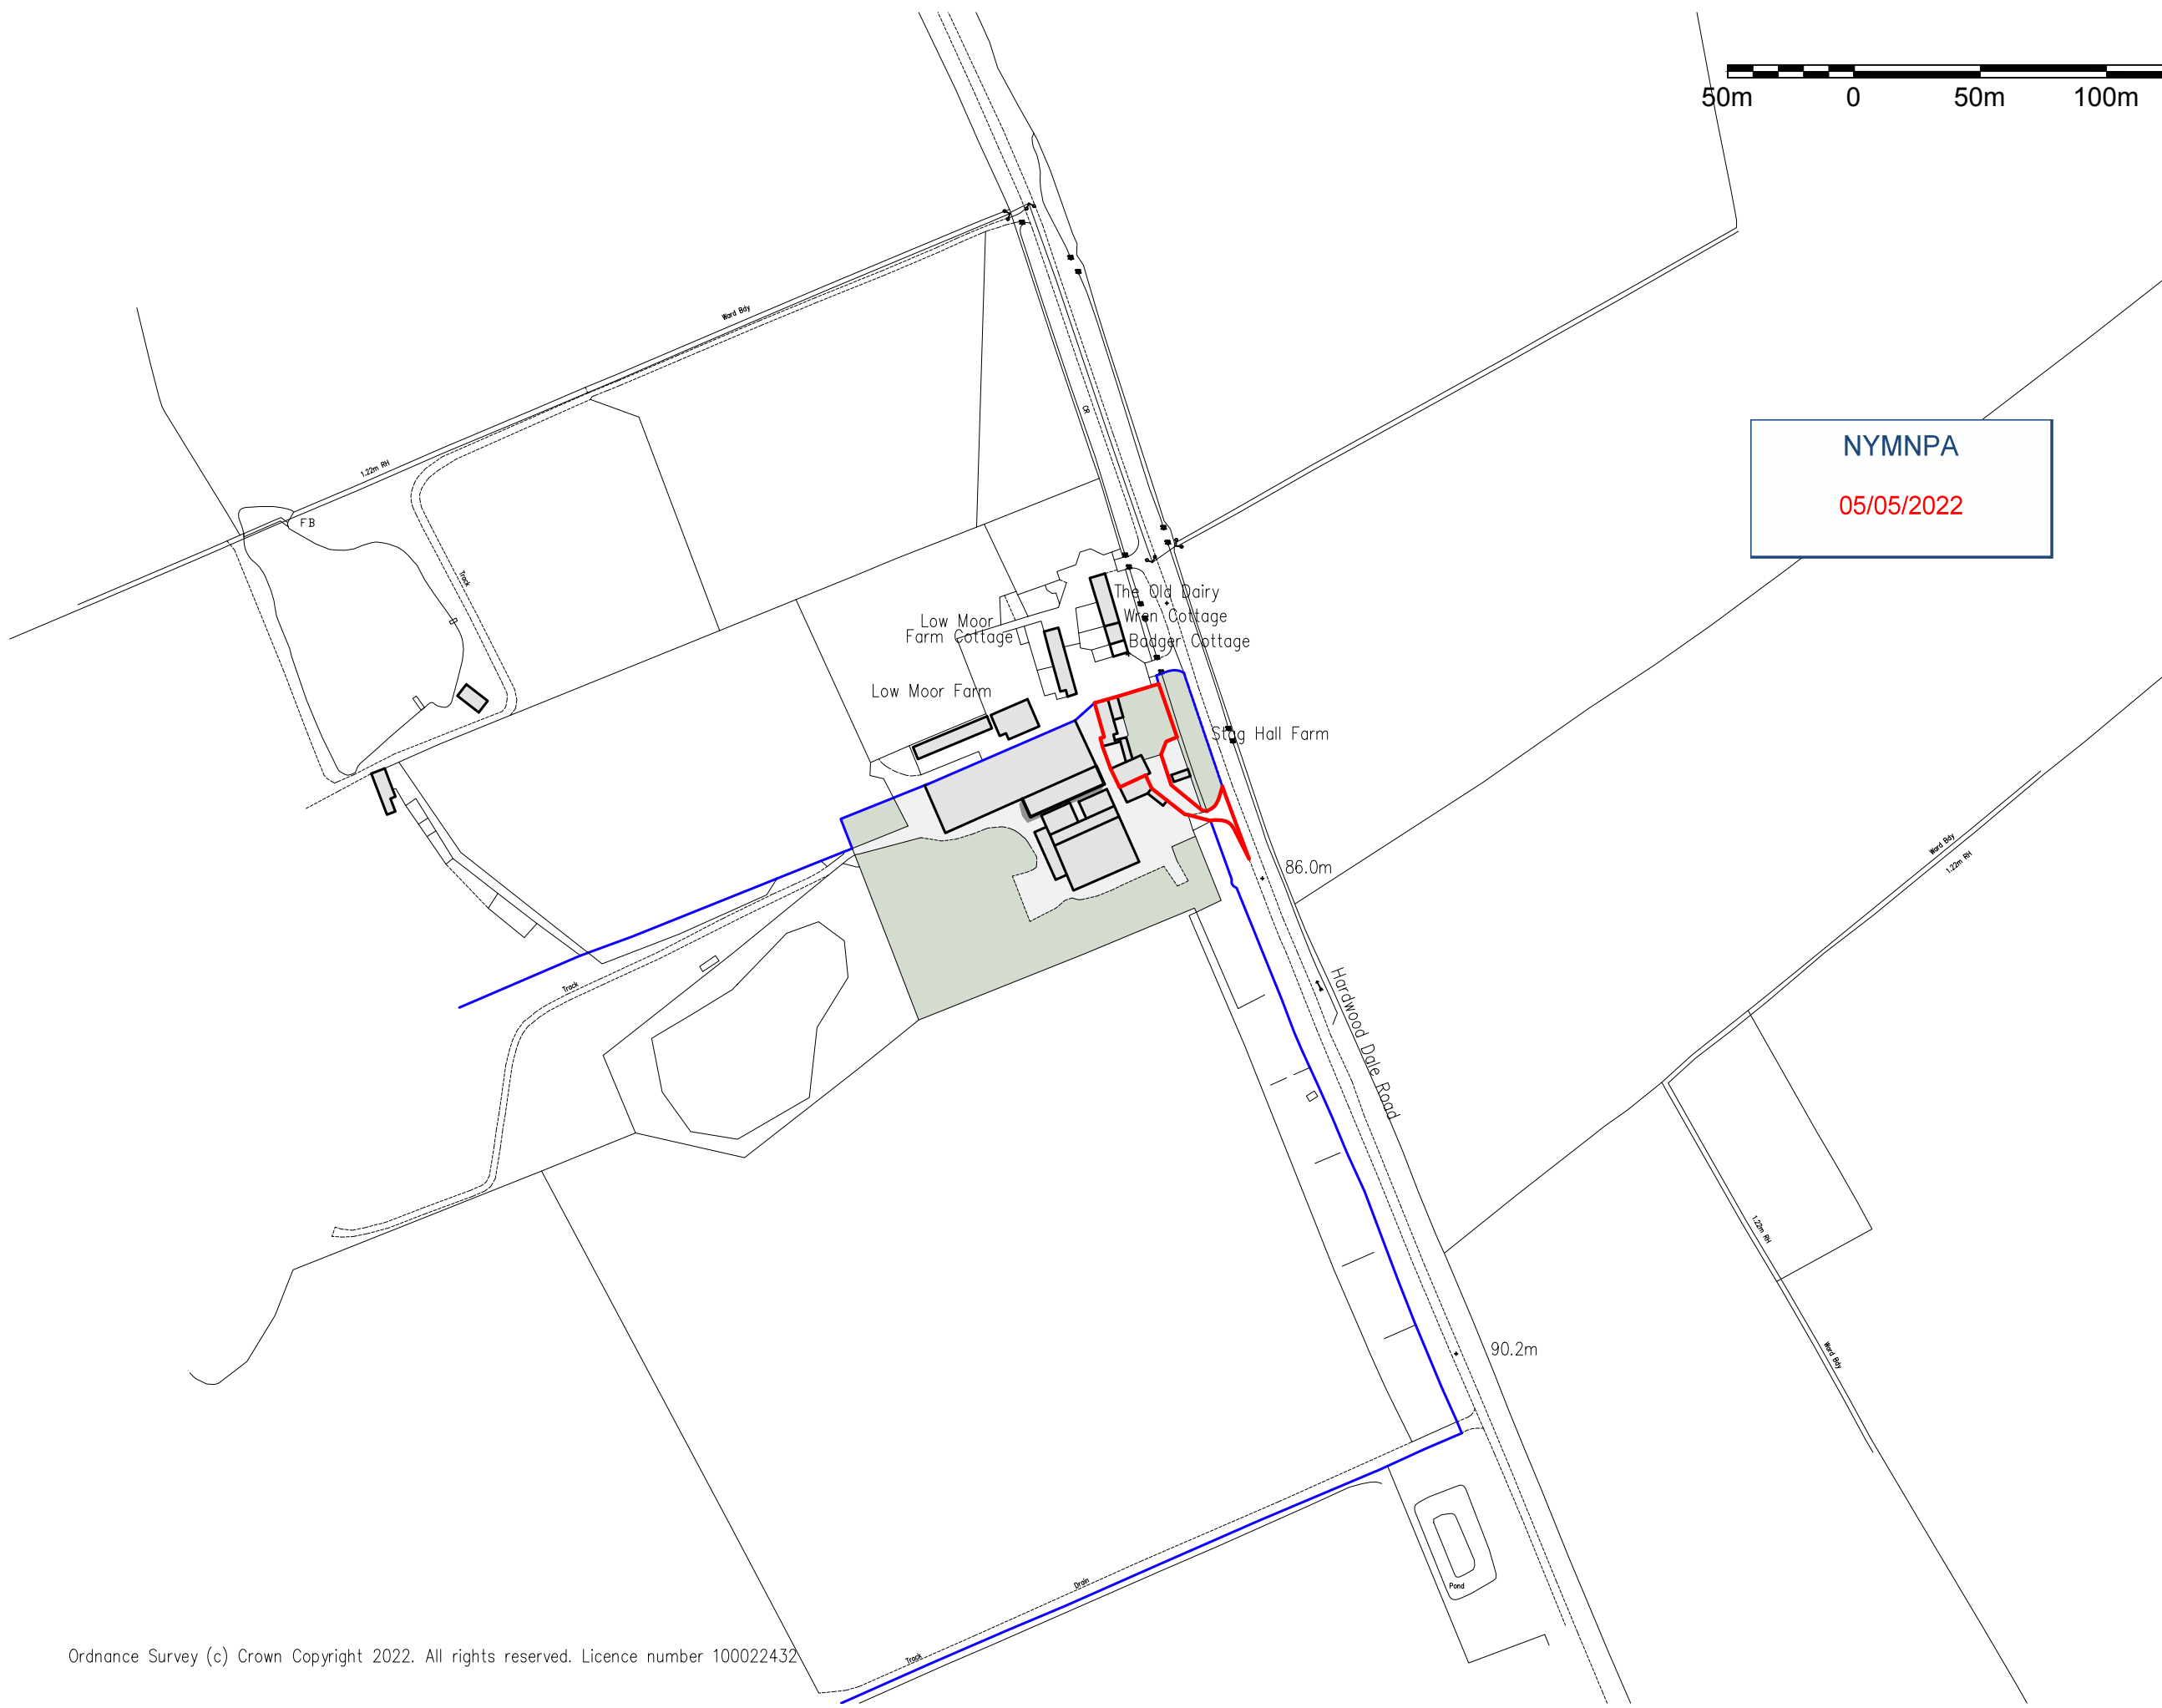 50m 0 50m 100m
NYMNPA
05/05/2022
Ward Bdy
CR
1.22m RH
FB
Track
The Old Dairy
Wren Cottage
Badger Cottage
Low Moor
Farm Cottage
Low Moor Farm
Stag Hall Farm
86.0m
Ward Bdy
1.22m RH
Track
Hardwood Dale Road
1.22m RH
Ward Bdy
90.2m
Pond
Drain
Track
Ordnance Survey (c) Crown Copyright 2022. All rights reserved. Licence number 100022432